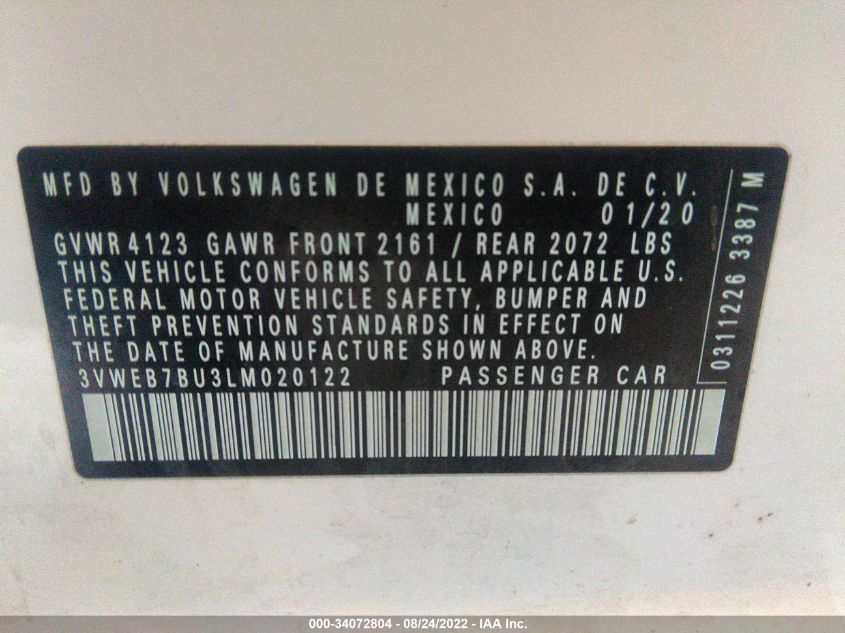 MFD BY VOLKSWAGEN DE MEXICO S.A. DE C.V.
MEXICO 01/20
GVWR 4123 GAWR FRONT 2161 / REAR 2072 LBS
THIS VEHICLE CONFORMS TO ALL APPLICABLE U.S.
FEDERAL MOTOR VEHICLE SAFETY, BUMPER AND
THEFT PREVENTION STANDARDS IN EFFECT ON
THE DATE OF MANUFACTURE SHOWN ABOVE.
3VWEB7BU3LM020122 PASSENGER CAR
0311226 3387 M
000-34072804 - 08/24/2022 - IAA Inc.